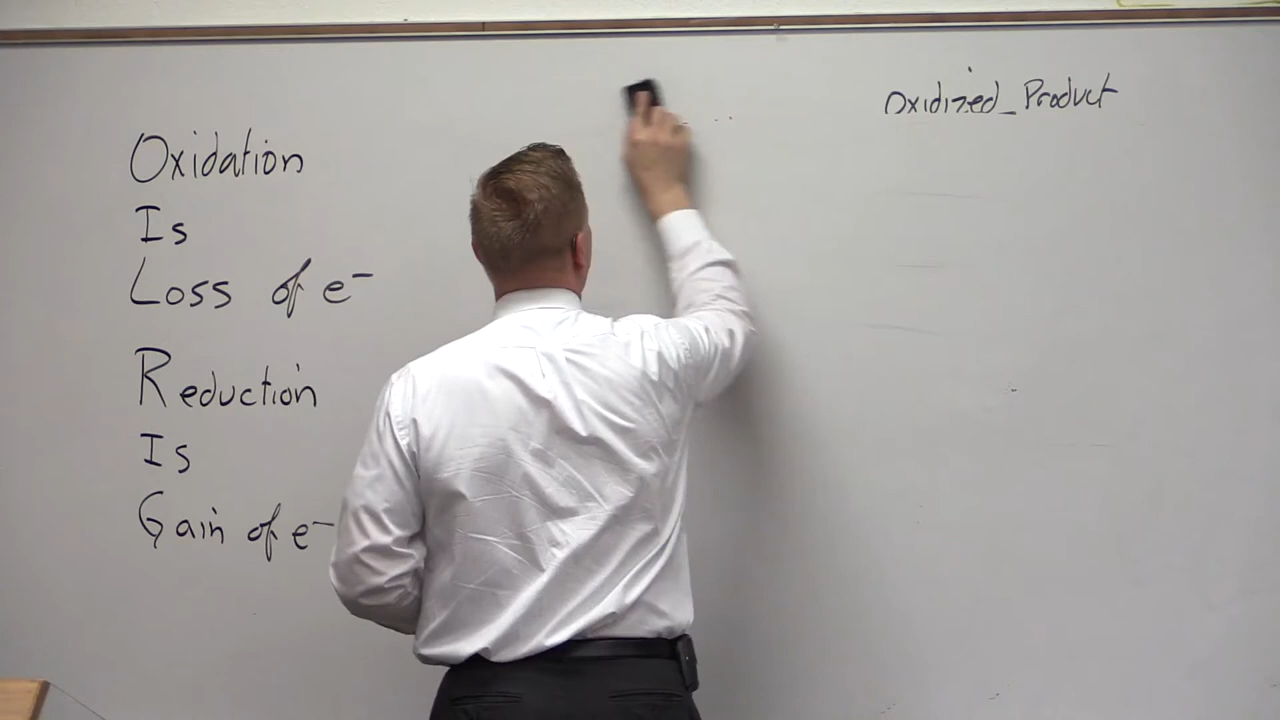 Oxidation
Is
Loss of e⁻
Reduction
Is
Gain of e⁻
Oxidized_Product